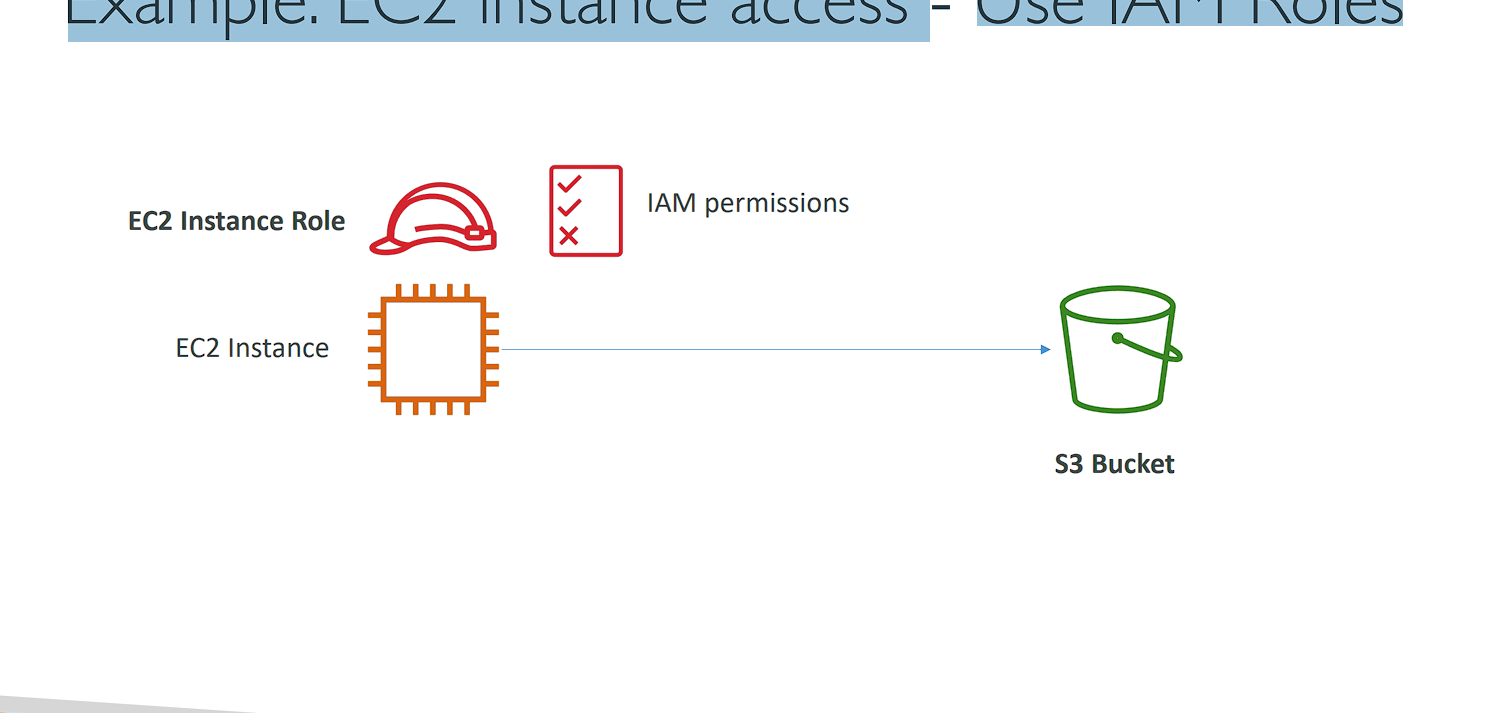 Example: EC2 instance access - Use IAM Roles
EC2 Instance Role
IAM permissions
EC2 Instance
S3 Bucket